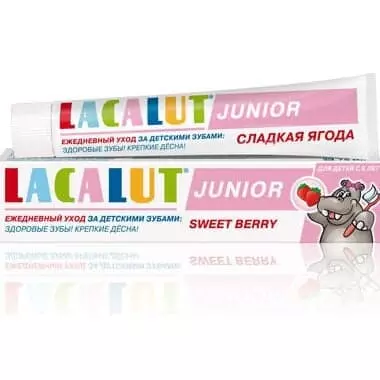 LACALUT JUNIOR
ЕЖЕДНЕВНЫЙ УХОД ЗА ДЕТСКИМИ ЗУБАМИ:
ЗДОРОВЫЕ ЗУБЫ! КРЕПКИЕ ДЁСНА!
СЛАДКАЯ ЯГОДА
LACALUT JUNIOR
ДЛЯ ДЕТЕЙ С 8 ЛЕТ
ЕЖЕДНЕВНЫЙ УХОД ЗА ДЕТСКИМИ ЗУБАМИ:
ЗДОРОВЫЕ ЗУБЫ! КРЕПКИЕ ДЁСНА!
SWEET BERRY